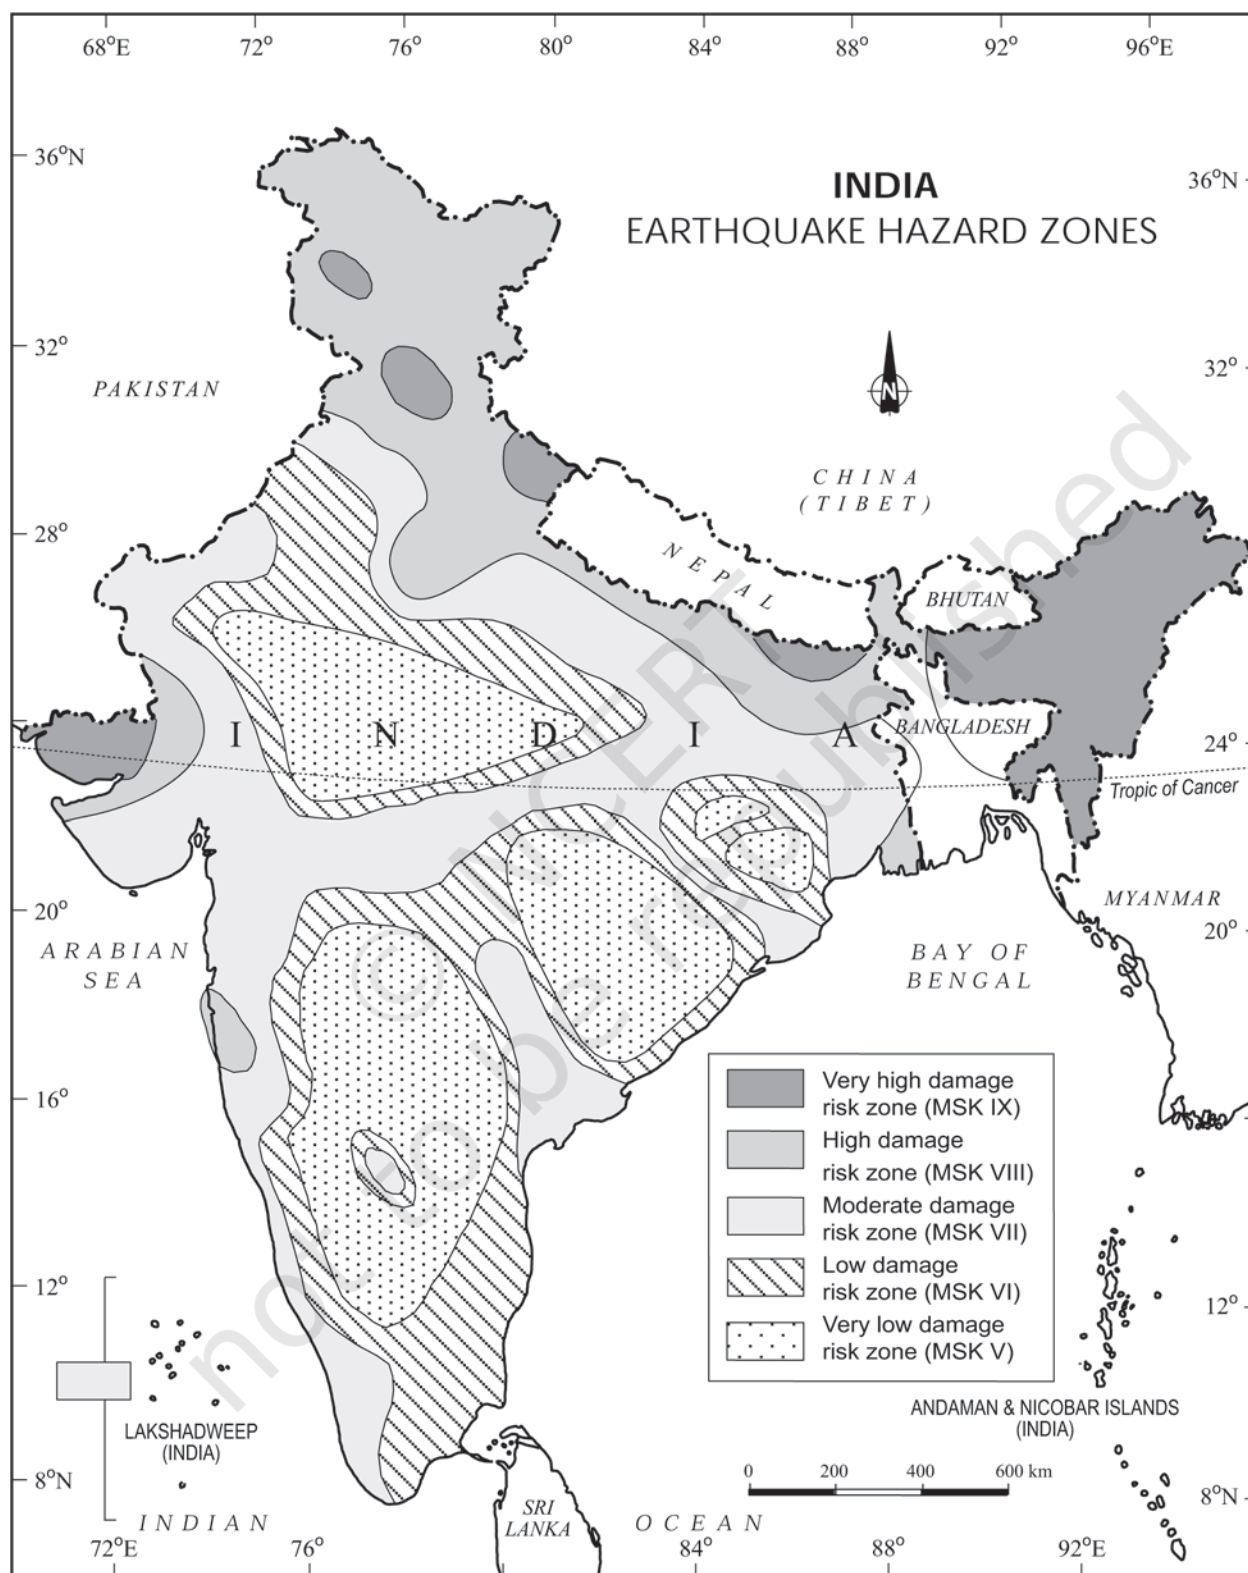 68°E 72° 76° 80° 84° 88° 92° 96°E
36°N
36°N
INDIA
EARTHQUAKE HAZARD ZONES
32°
32°
PAKISTAN
N
CHINA
(TIBET)
28°
NEPAL
BHUTAN
I N D I A
BANGLADESH
24°
Tropic of Cancer
MYANMAR
20°
20°
ARABIAN
SEA
BAY OF
BENGAL
16°
Very high damage
risk zone (MSK IX)
High damage
risk zone (MSK VIII)
Moderate damage
risk zone (MSK VII)
Low damage
risk zone (MSK VI)
Very low damage
risk zone (MSK V)
12°
12°
LAKSHADWEEP
(INDIA)
ANDAMAN & NICOBAR ISLANDS
(INDIA)
8°N
0 200 400 600 km
8°N
SRI
LANKA
INDIAN OCEAN
72°E 76° 84° 88° 92°E
© NCERT
not to be republished